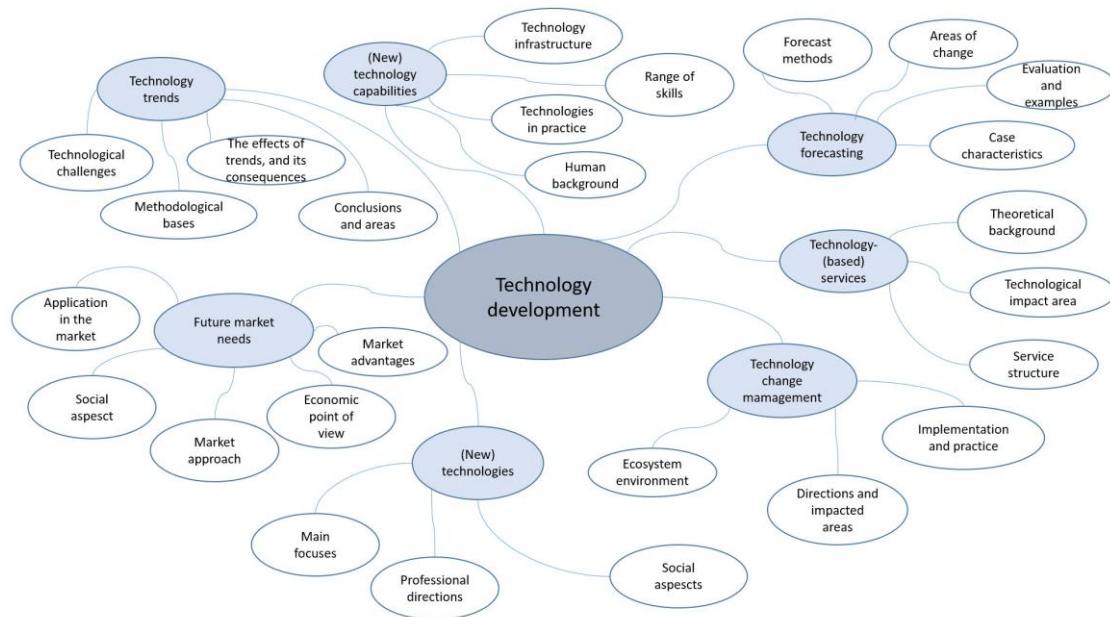 Technology
development
Technology
trends
Technological
challenges
Methodological
bases
The effects of
trends, and its
consequences
Conclusions
and areas
(New)
technology
capabilities
Technology
infrastructure
Range of
skills
Technologies
in practice
Human
background
Technology
forecasting
Forecast
methods
Areas of
change
Evaluation
and
examples
Case
characteristics
Technology-
(based)
services
Theoretical
background
Technological
impact area
Service
structure
Technology
change
mamagement
Implementation
and practice
Directions and
impacted
areas
Ecosystem
environment
(New)
technologies
Main
focuses
Professional
directions
Social
aspescts
Future market
needs
Application
in the
market
Social
aspesct
Market
approach
Economic
point of
view
Market
advantages